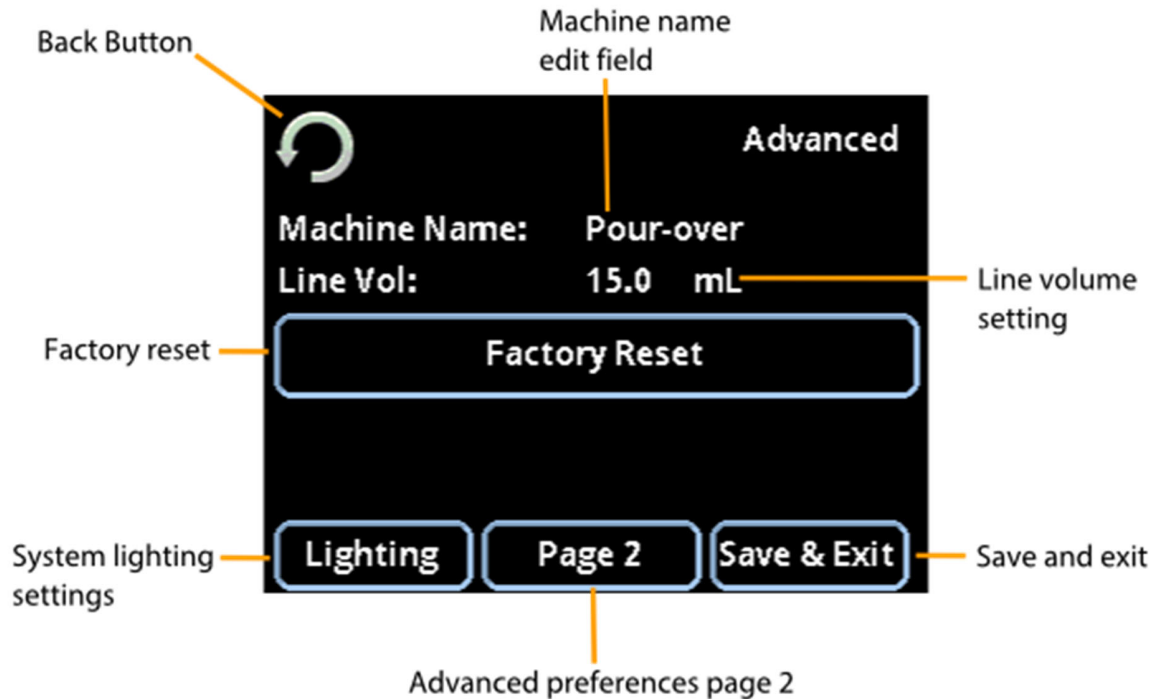 Machine name
edit field
Back Button
Advanced
Machine Name: Pour-over
Line Vol: 15.0 mL
Line volume
setting
Factory reset
Factory Reset
System lighting
settings
Lighting
Page 2
Save & Exit
Save and exit
Advanced preferences page 2